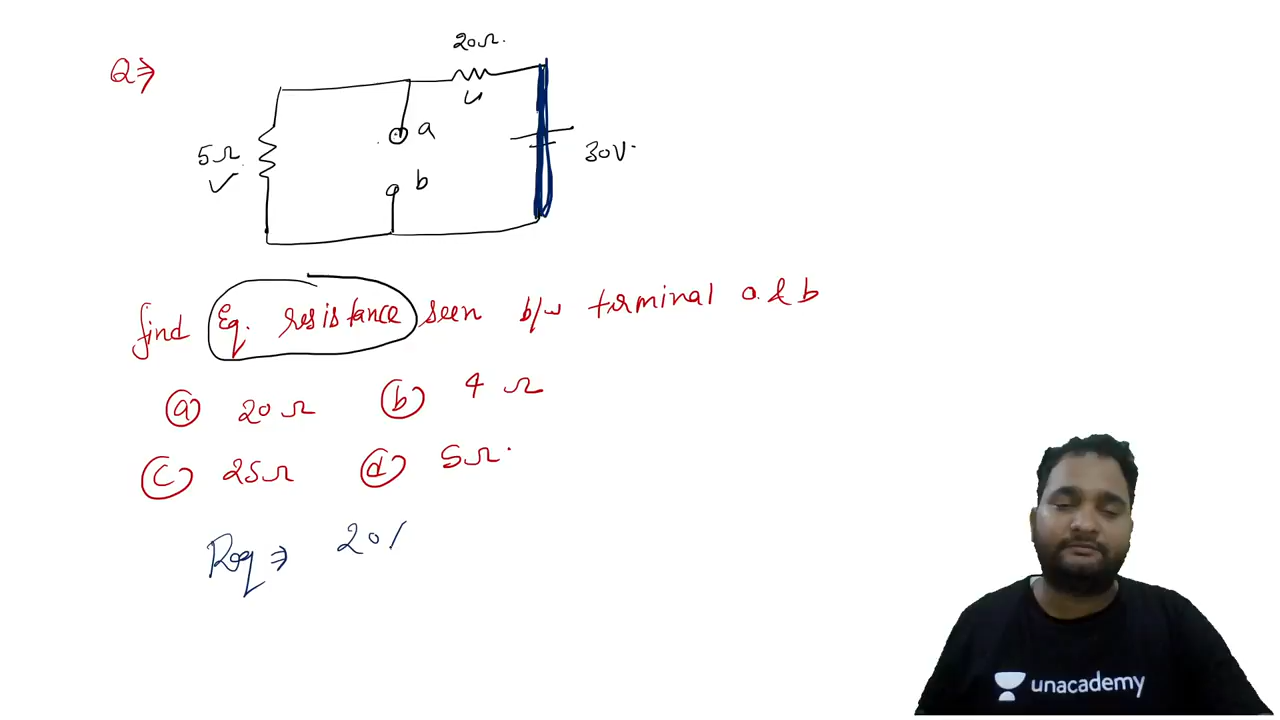 Q⇒
20Ω.
a
5Ω
b
30V.
find Eq. resistance seen b/w terminal a & b
(a) 20Ω (b) 4Ω
(c) 25Ω (d) 5Ω.
Req ⇒ 20/
unacademy